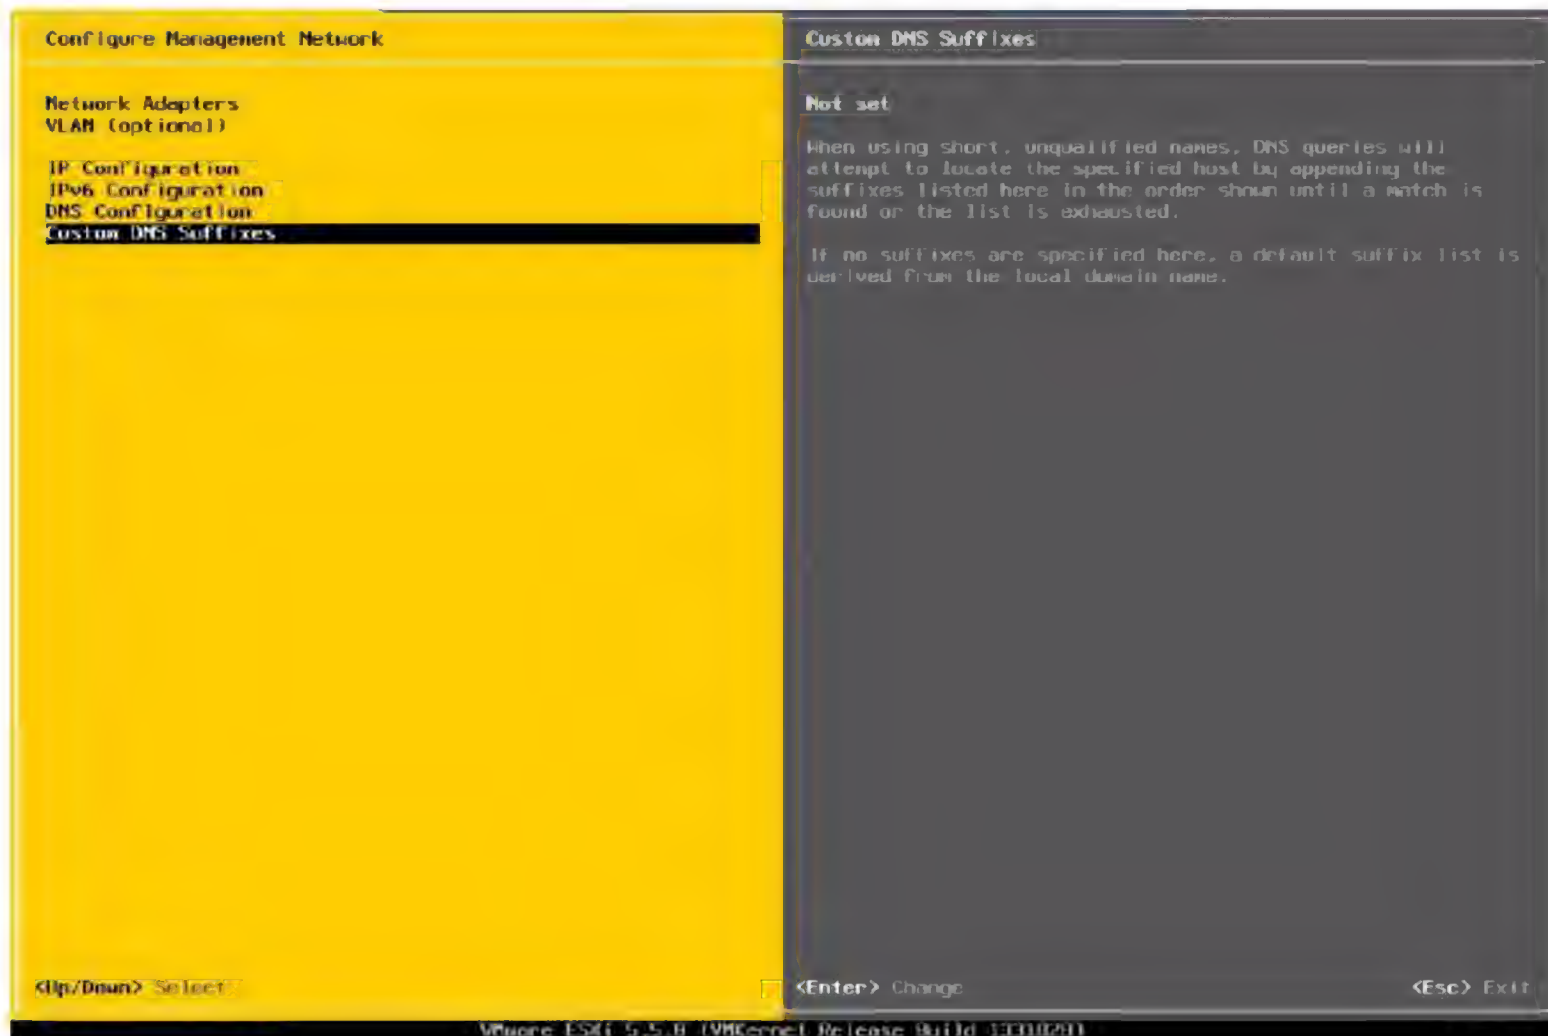 Configure Management Network
Network Adapters
VLAN (optional)
IP Configuration
IPv6 Configuration
DNS Configuration
Custom DNS Suffixes
<Up/Down> Select
Custom DNS Suffixes
Not set
When using short, unqualified names, DNS queries will
attempt to locate the specified host by appending the
suffixes listed here in the order shown until a match is
found or the list is exhausted.
If no suffixes are specified here, a default suffix list is
derived from the local domain name.
<Enter> Change
<Esc> Exit
VMware ESXi 5.5.0 (VMKernel Release Build 1331820)